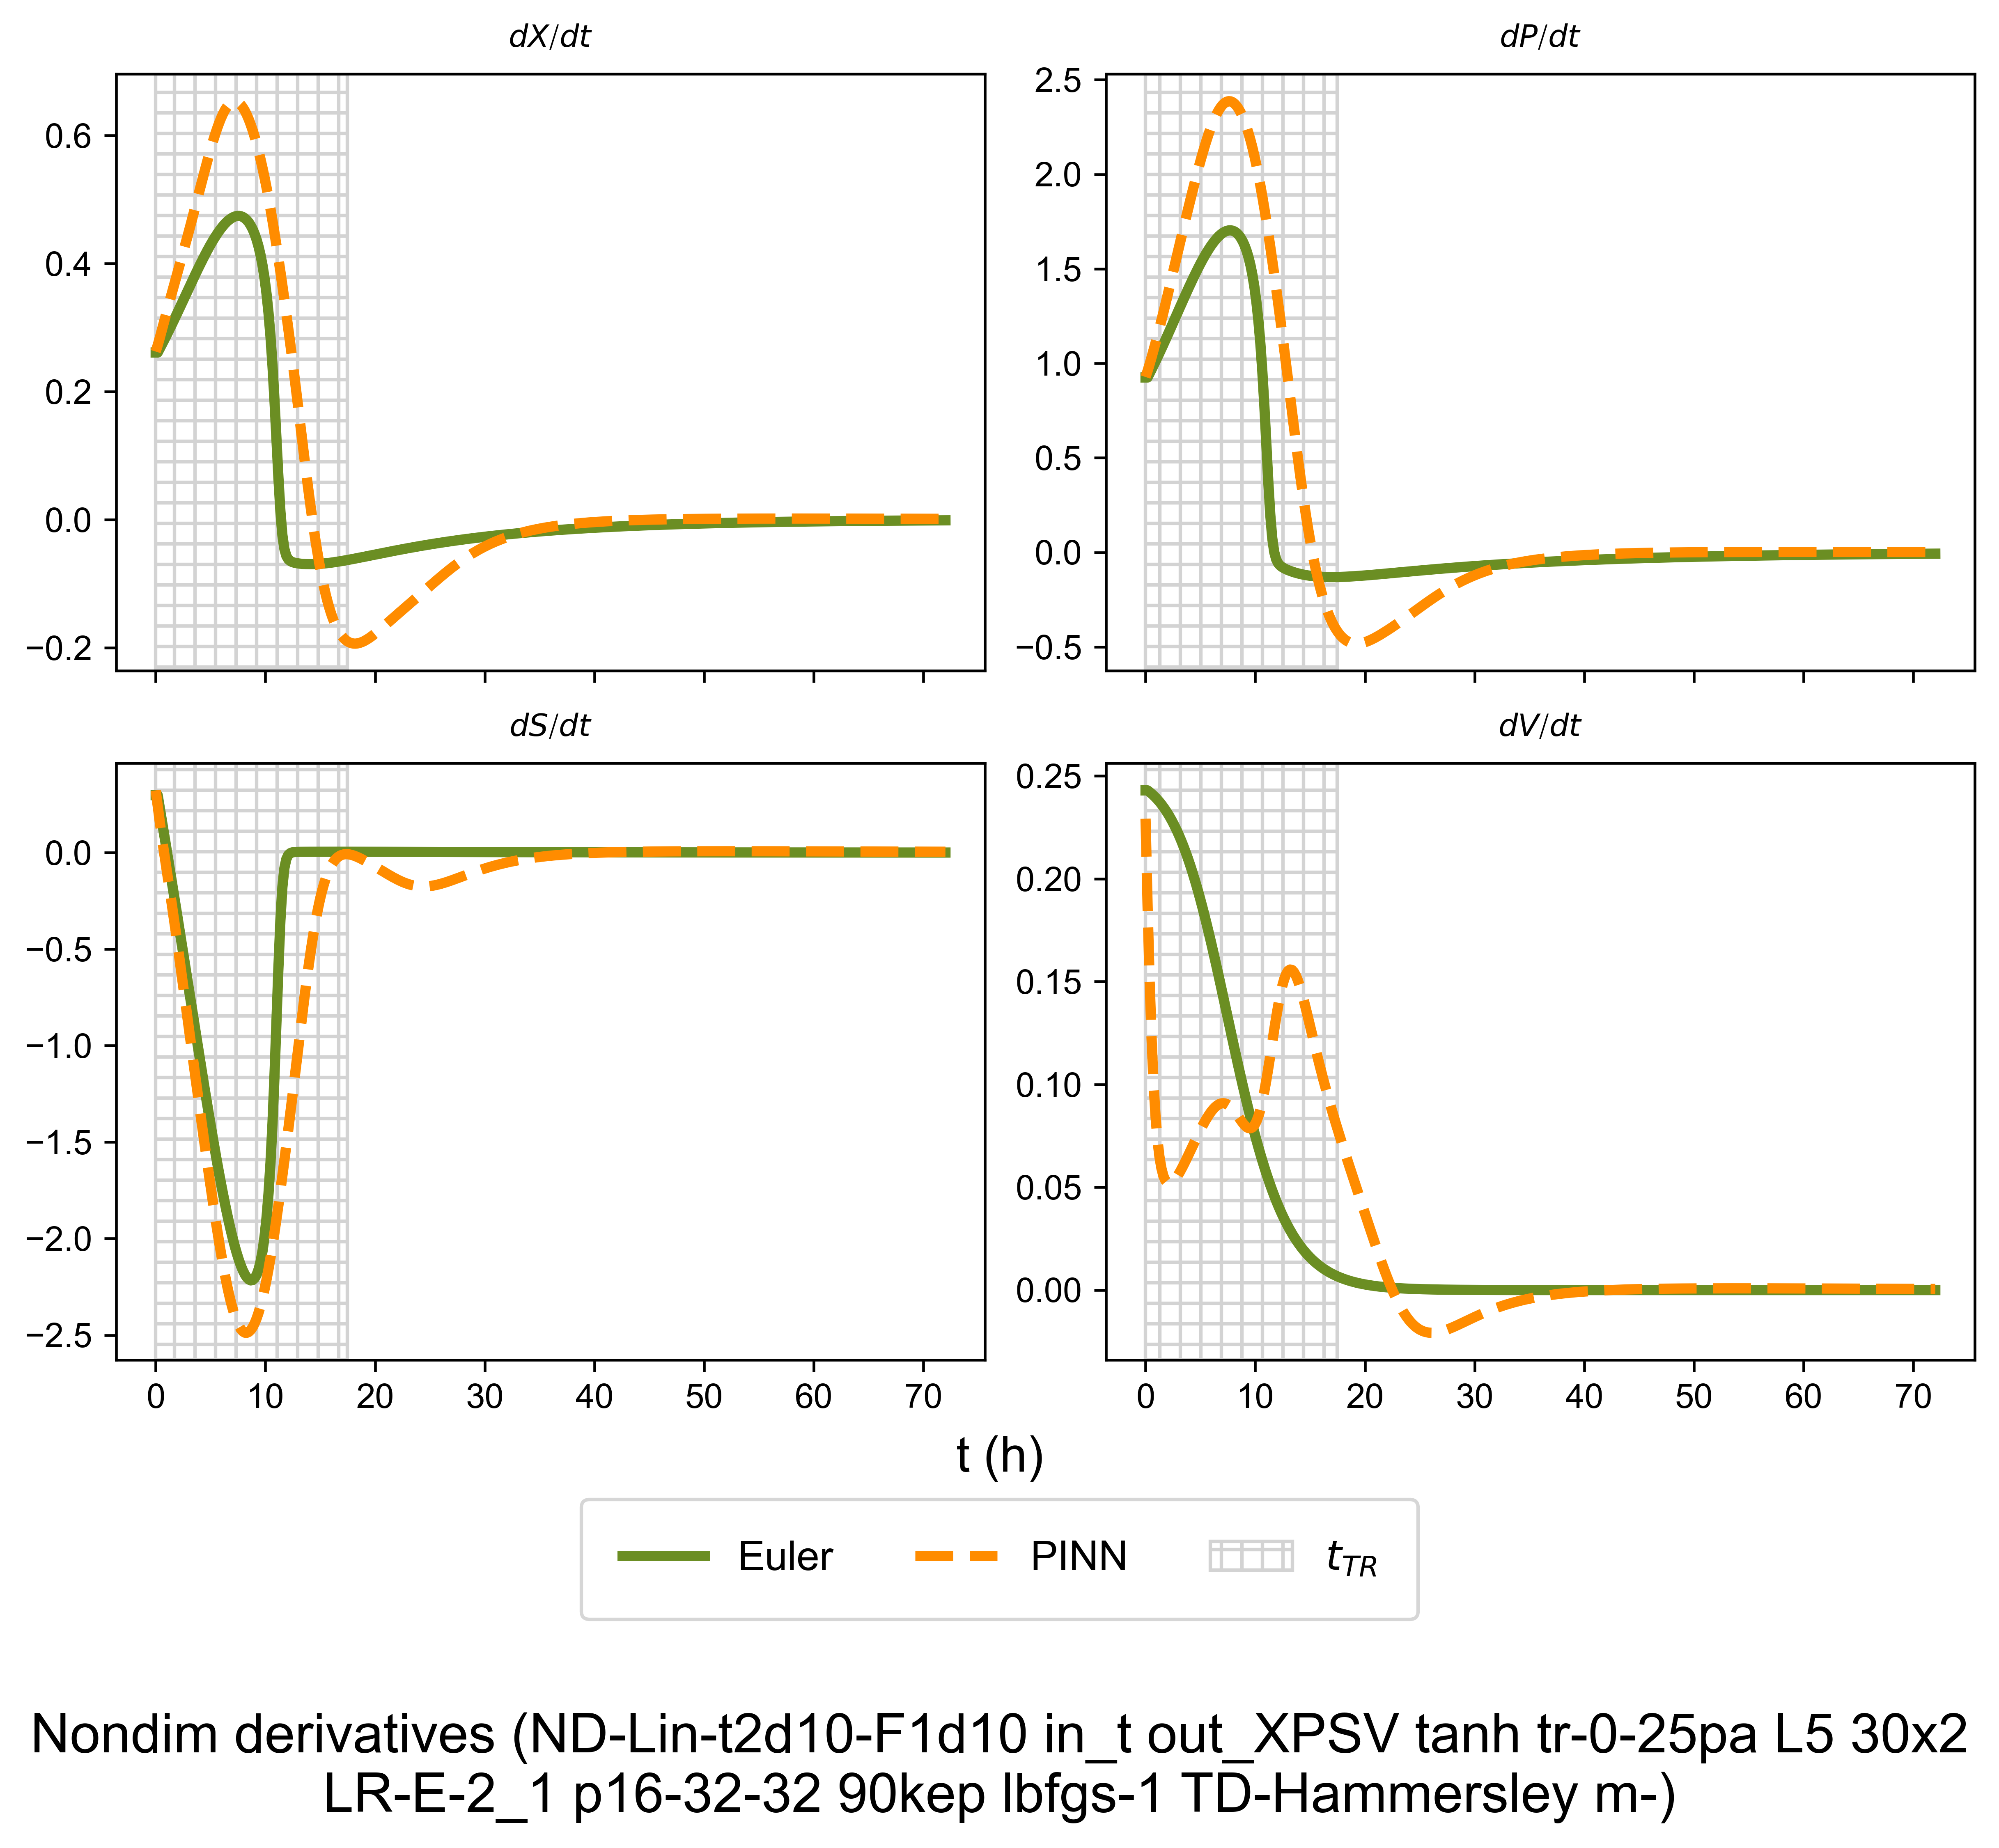 dX/dt
dP/dt
0.6
0.4
0.2
0.0
−0.2
2.5
2.0
1.5
1.0
0.5
0.0
−0.5
dS/dt
dV/dt
0.0
−0.5
−1.0
−1.5
−2.0
−2.5
0 10 20 30 40 50 60 70
0.25
0.20
0.15
0.10
0.05
0.00
0 10 20 30 40 50 60 70
t (h)
Euler PINN t_TR
Nondim derivatives (ND-Lin-t2d10-F1d10 in_t out_XPSV tanh tr-0-25pa L5 30x2
LR-E-2_1 p16-32-32 90kep lbfgs-1 TD-Hammersley m-)